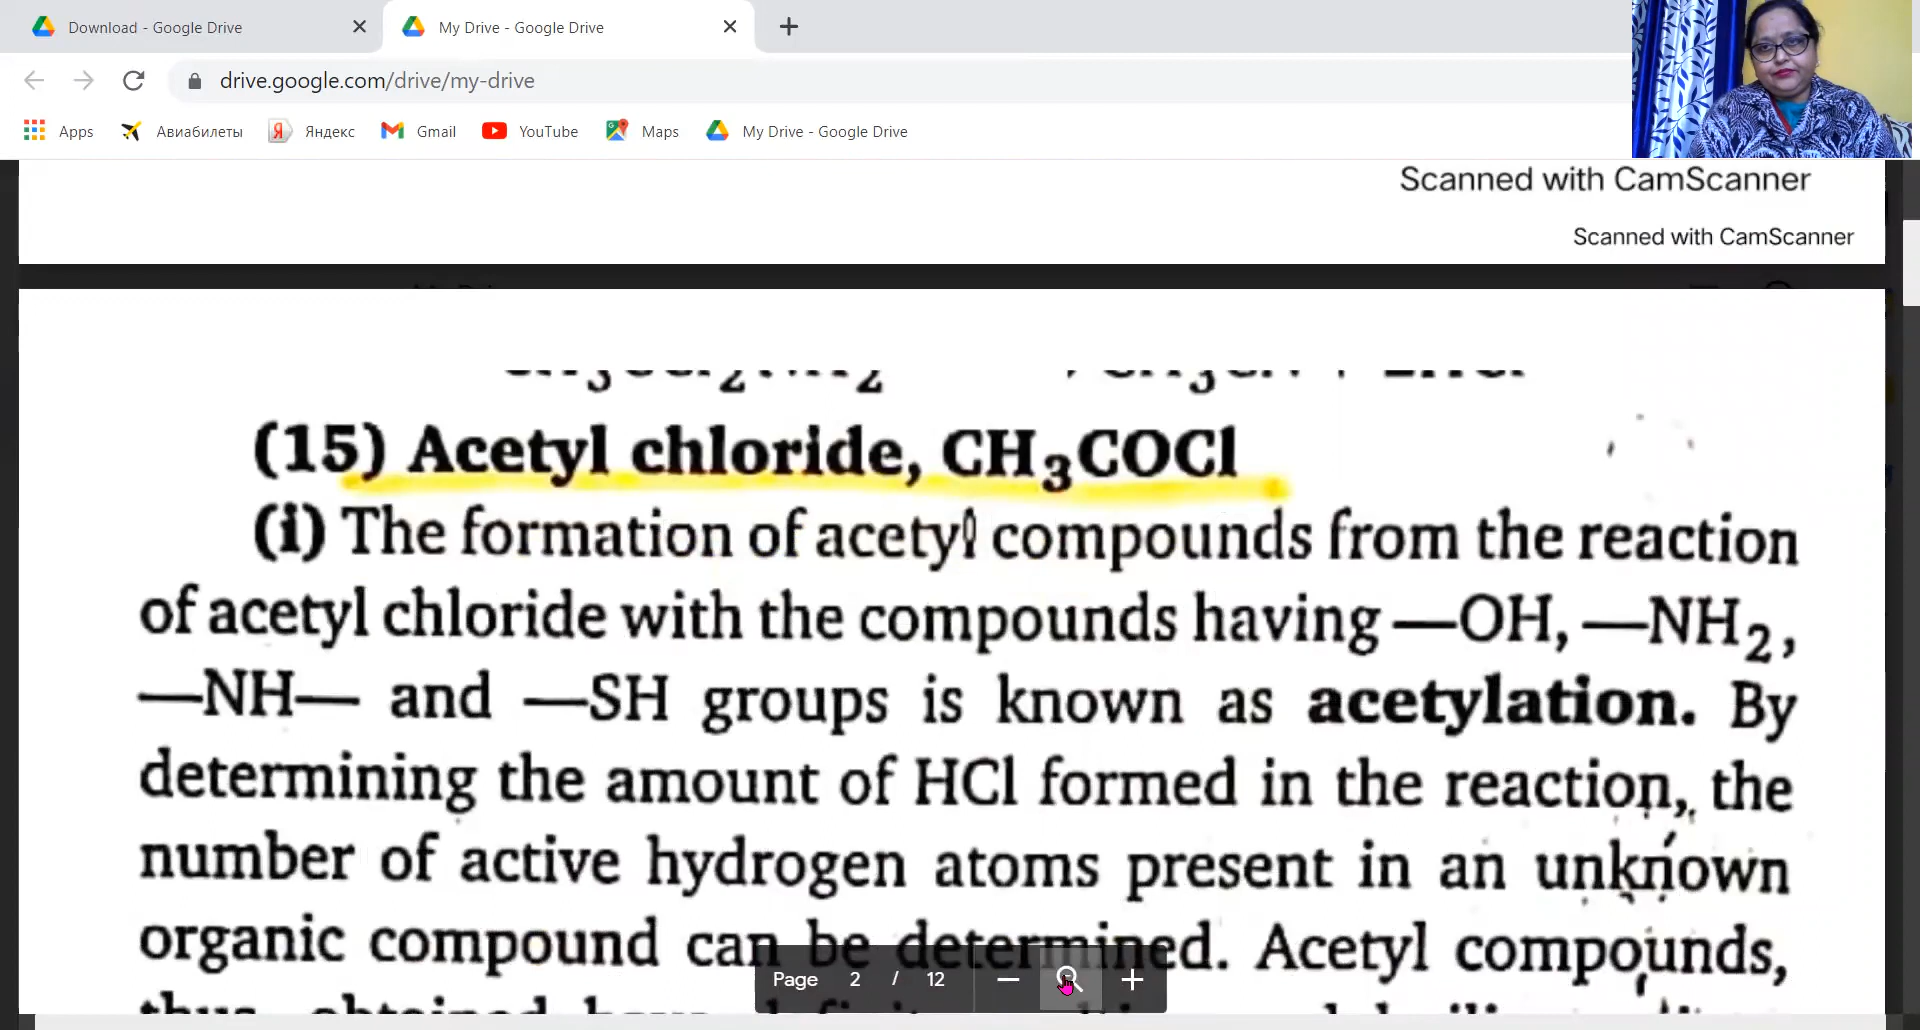 Download - Google Drive
My Drive - Google Drive
drive.google.com/drive/my-drive
Apps
Авиабилеты
Яндекс
Gmail
YouTube
Maps
My Drive - Google Drive
Scanned with CamScanner
Scanned with CamScanner
(15) Acetyl chloride, CH₃COCl
(i) The formation of acetyl compounds from the reaction
of acetyl chloride with the compounds having —OH, —NH₂,
—NH— and —SH groups is known as acetylation. By
determining the amount of HCl formed in the reaction, the
number of active hydrogen atoms present in an unknown
organic compound can be determined. Acetyl compounds,
Page 2 / 12